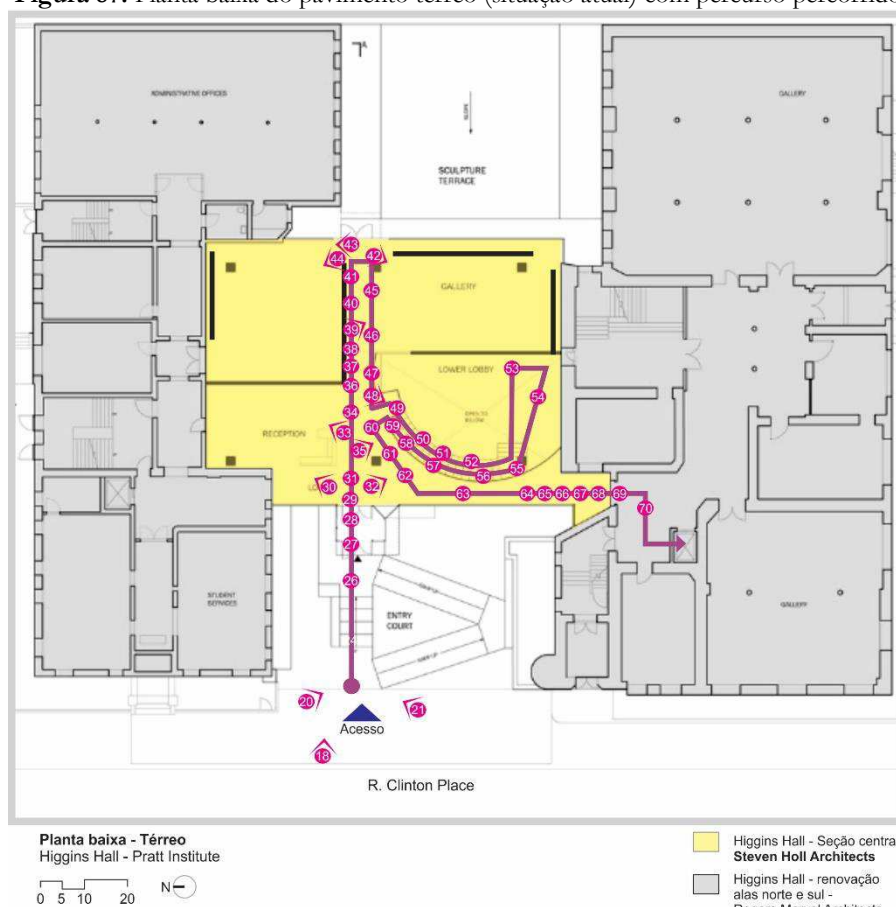 Figura 67. Planta baixa do pavimento térreo (situação atual) com percurso percorrido
A
ADMINISTRATIVE OFFICES
GALLERY
SLOPE
SCULPTURE
TERRACE
43
44
42
41
45
GALLERY
40
39
46
38
37
47
LOWER LOBBY
53
36
48
54
34
49
OPEN TO
BELOW
60
59
33
RECEPTION
58
50
35
61
57
51
52
55
62
56
31
30
32
29
63
64
65
66
67
68
69
28
70
27
26
STUDENT
SERVICES
ENTRY
COURT
GALLERY
20
21
Acesso
18
R. Clinton Place
Planta baixa - Térreo
Higgins Hall - Pratt Institute
0 5 10 20
N
Higgins Hall - Seção centra
Steven Holl Architects
Higgins Hall - renovação
alas norte e sul -